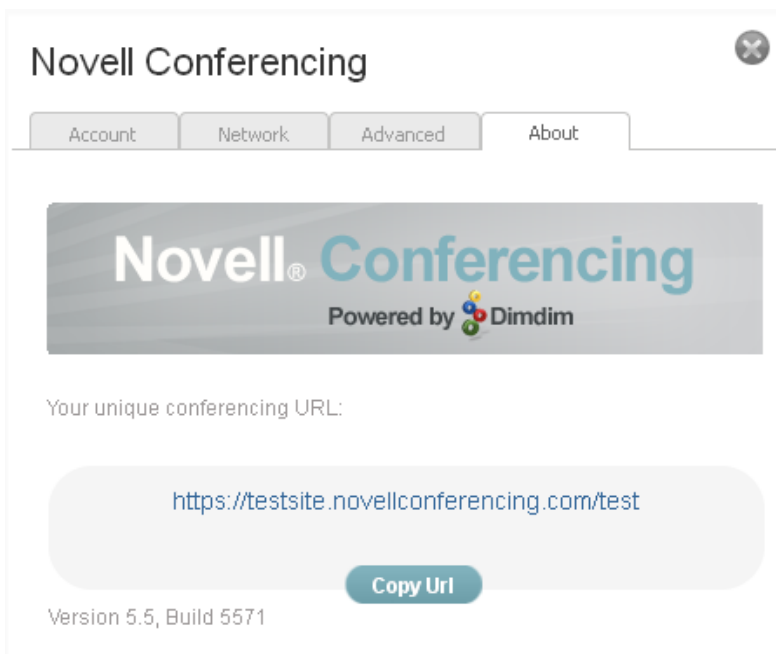 Novell Conferencing
Account Network Advanced About
Novell® Conferencing
Powered by Dimdim
Your unique conferencing URL:
https://testsite.novellconferencing.com/test
Copy Url
Version 5.5, Build 5571